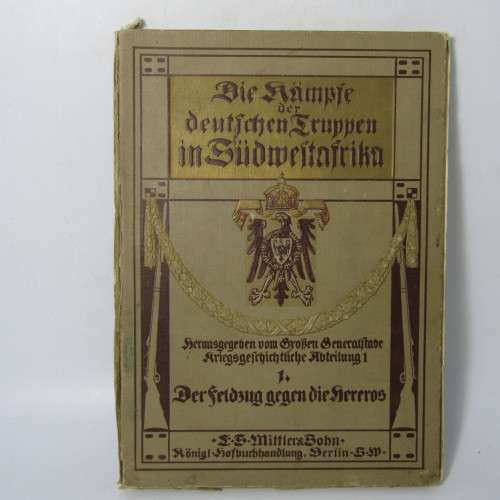 Die Kämpfe
der
deutschen Truppen
in Südwestafrika
Herausgegeben vom Großen Generalstabe
Kriegsgeschichtliche Abteilung 1
1.
Der Feldzug gegen die Hereros
E·S·Mittler&Sohn
Königl·Hofbuchhandlung. Berlin·S·W·